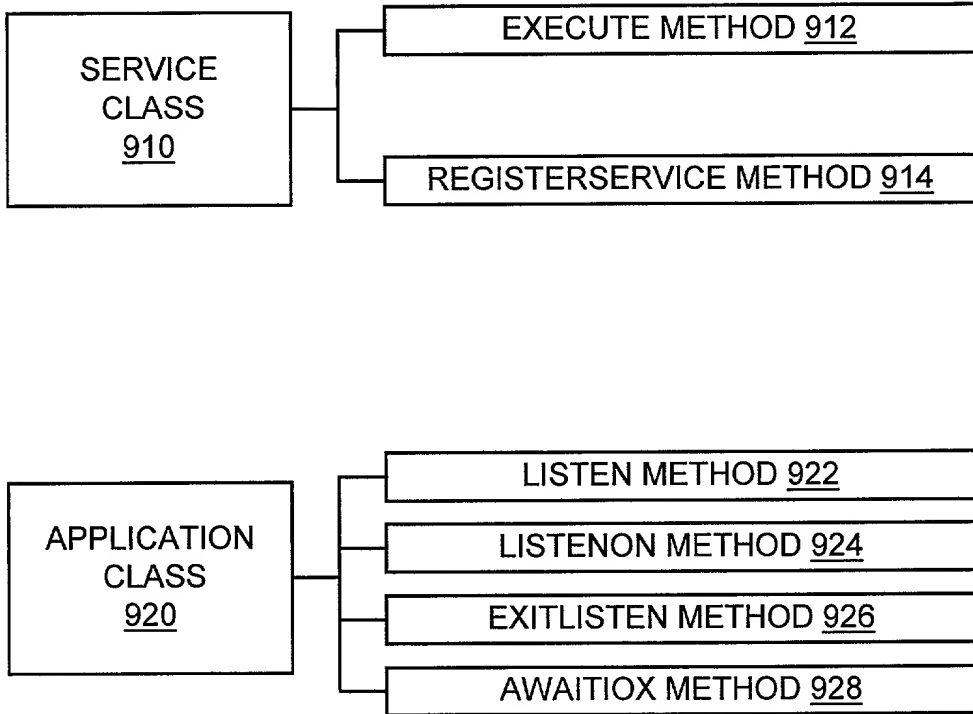 SERVICE
CLASS
910
EXECUTE METHOD 912
REGISTERSERVICE METHOD 914
APPLICATION
CLASS
920
LISTEN METHOD 922
LISTENON METHOD 924
EXITLISTEN METHOD 926
AWAITIOX METHOD 928